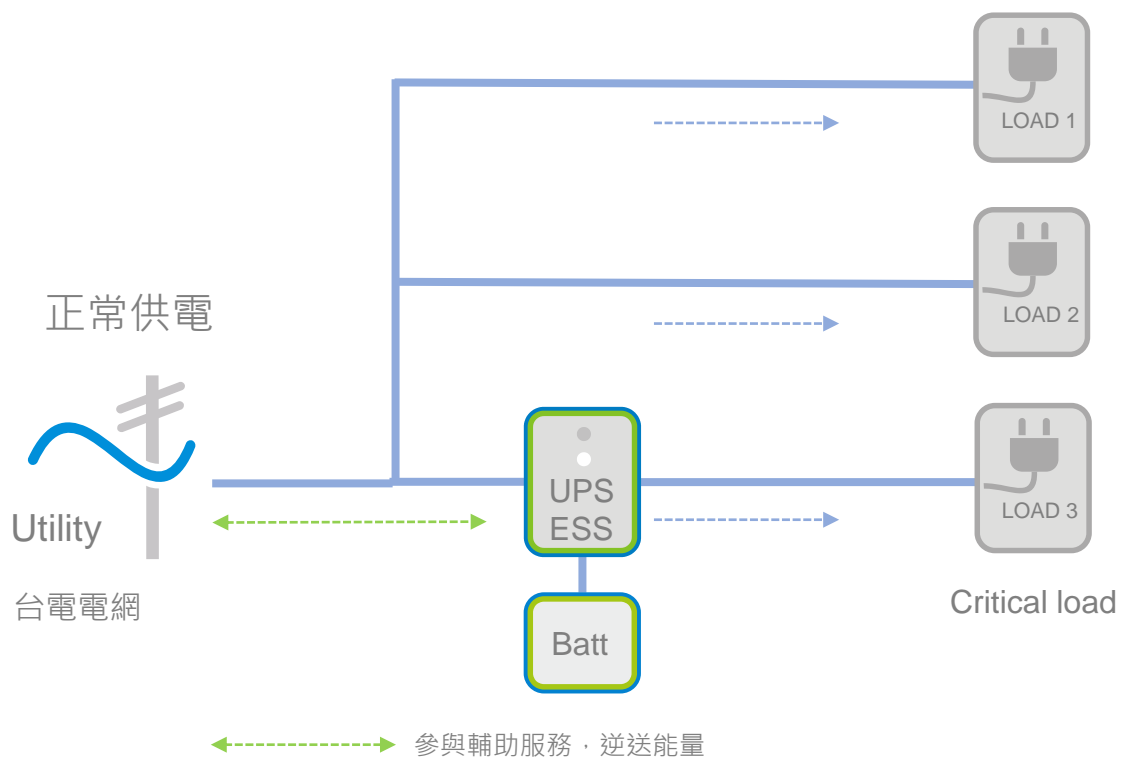 LOAD 1
LOAD 2
正常供電
Utility
台電電網
UPS
ESS
LOAD 3
Critical load
Batt
參與輔助服務，逆送能量